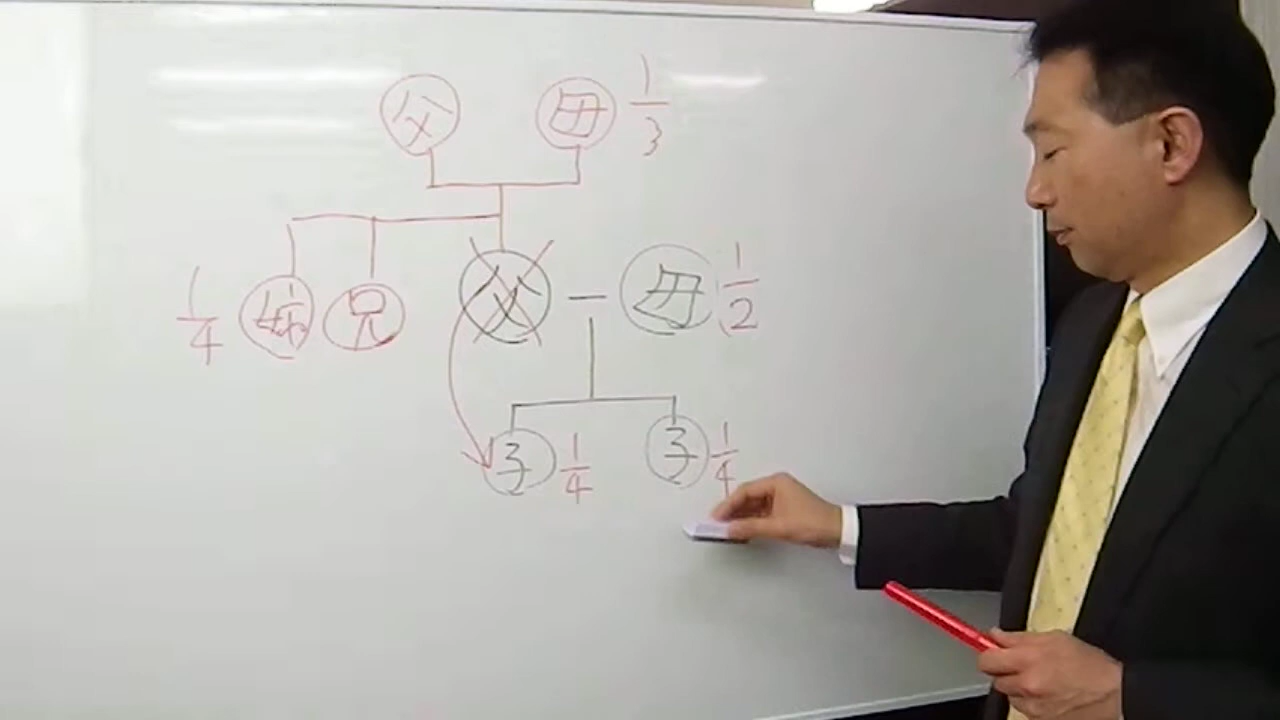 父 母 1/3
1/4 姉 兄 父 母 1/2
子 1/4 子 1/4